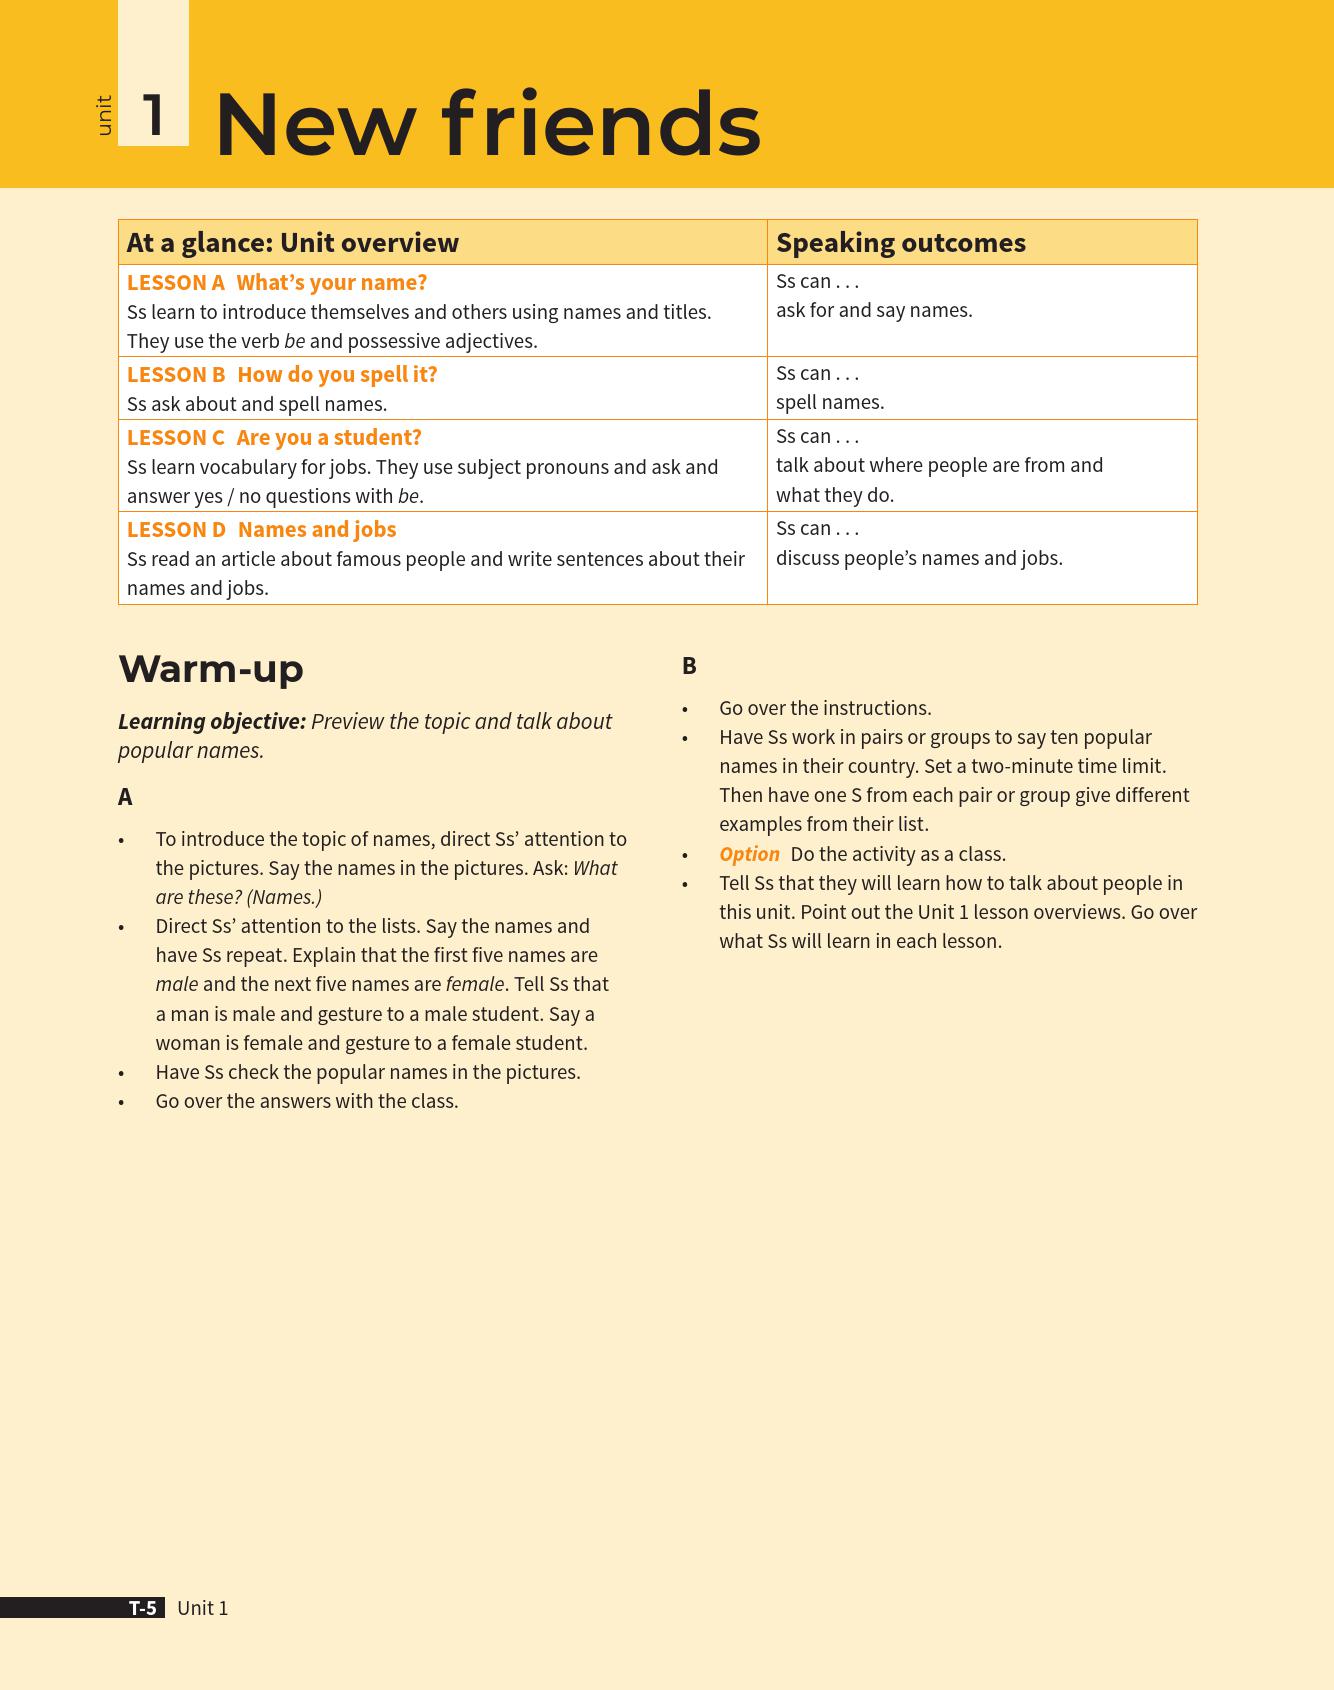 unit
1
New friends
At a glance: Unit overview
Speaking outcomes
LESSON A What’s your name?
Ss learn to introduce themselves and others using names and titles.
They use the verb be and possessive adjectives.
Ss can . . .
ask for and say names.
LESSON B How do you spell it?
Ss ask about and spell names.
Ss can . . .
spell names.
LESSON C Are you a student?
Ss learn vocabulary for jobs. They use subject pronouns and ask and
answer yes / no questions with be.
Ss can . . .
talk about where people are from and
what they do.
LESSON D Names and jobs
Ss read an article about famous people and write sentences about their
names and jobs.
Ss can . . .
discuss people’s names and jobs.
Warm-up
Learning objective: Preview the topic and talk about
popular names.
A
• To introduce the topic of names, direct Ss’ attention to
the pictures. Say the names in the pictures. Ask: What
are these? (Names.)
• Direct Ss’ attention to the lists. Say the names and
have Ss repeat. Explain that the first five names are
male and the next five names are female. Tell Ss that
a man is male and gesture to a male student. Say a
woman is female and gesture to a female student.
• Have Ss check the popular names in the pictures.
• Go over the answers with the class.
B
• Go over the instructions.
• Have Ss work in pairs or groups to say ten popular
names in their country. Set a two-minute time limit.
Then have one S from each pair or group give different
examples from their list.
• Option Do the activity as a class.
• Tell Ss that they will learn how to talk about people in
this unit. Point out the Unit 1 lesson overviews. Go over
what Ss will learn in each lesson.
T-5 Unit 1